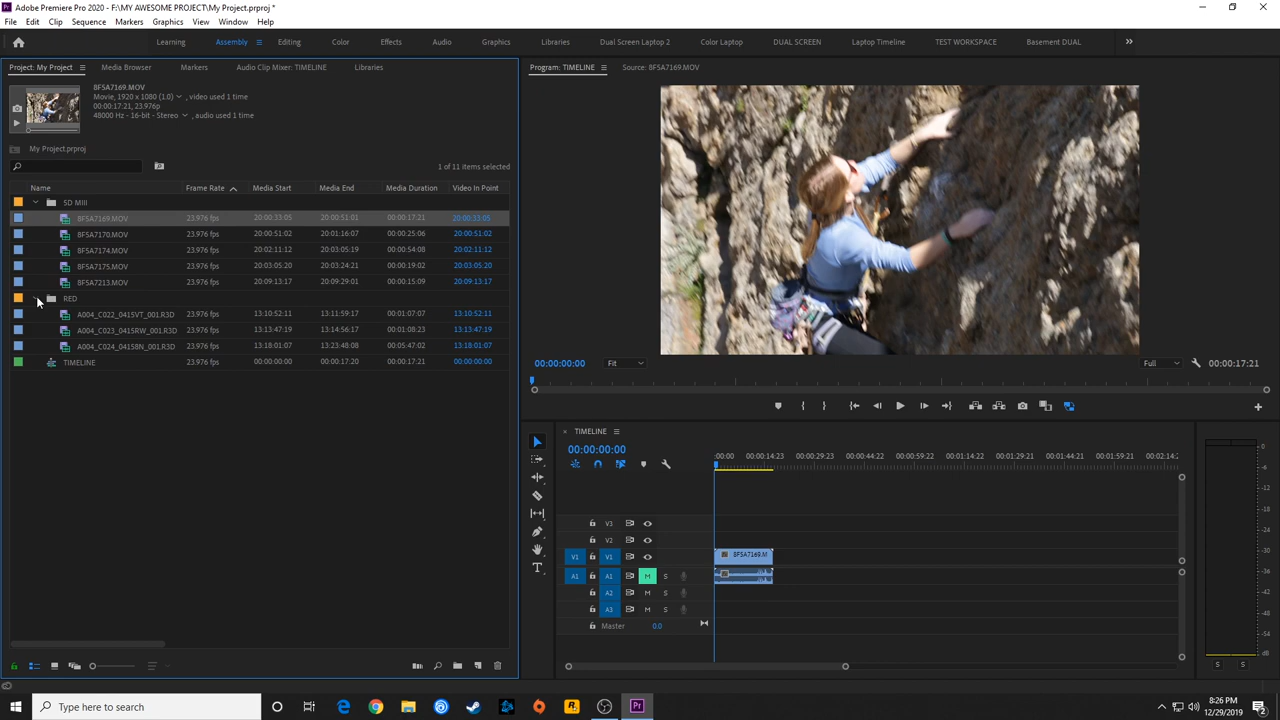 Adobe Premiere Pro 2020 - F:\MY AWESOME PROJECT\My Project.prproj *
File Edit Clip Sequence Markers Graphics View Window Help
Learning Assembly Editing Color Effects Audio Graphics Libraries Dual Screen Laptop 2 Color Laptop DUAL SCREEN Laptop Timeline TEST WORKSPACE Basement DUAL
Project: My Project Media Browser Markers Audio Clip Mixer: TIMELINE Libraries
Program: TIMELINE Source: 8F5A7169.MOV
8F5A7169.MOV
Movie, 1920 x 1080 (1.0) , video used 1 time
00:00:17:21, 23.976p
48000 Hz - 16-bit - Stereo , audio used 1 time
My Project.prproj
1 of 11 items selected
Name Frame Rate Media Start Media End Media Duration Video In Point
5D MIII
8F5A7169.MOV 23.976 fps 20:00:33:05 20:00:51:01 00:00:17:21 20:00:33:05
8F5A7170.MOV 23.976 fps 20:00:51:02 20:01:16:07 00:00:25:06 20:00:51:02
8F5A7174.MOV 23.976 fps 20:02:11:12 20:03:05:19 00:00:54:08 20:02:11:12
8F5A7175.MOV 23.976 fps 20:03:05:20 20:03:24:21 00:00:19:02 20:03:05:20
8F5A7213.MOV 23.976 fps 20:09:13:17 20:09:29:01 00:00:15:09 20:09:13:17
RED
A004_C022_0415VT_001.R3D 23.976 fps 13:10:52:11 13:11:59:17 00:01:07:07 13:10:52:11
A004_C023_0415RW_001.R3D 23.976 fps 13:13:47:19 13:14:56:17 00:01:08:23 13:13:47:19
A004_C024_0415BN_001.R3D 23.976 fps 13:18:01:07 13:23:48:08 00:05:47:02 13:18:01:07
TIMELINE 23.976 fps 00:00:00:00 00:00:17:20 00:00:17:21 00:00:00:00
00:00:00:00 Fit Full 00:00:17:21
TIMELINE
00:00:00:00
:00:00 00:00:14:23 00:00:29:23 00:00:44:22 00:00:59:22 00:01:14:22 00:01:29:21 00:01:44:21 00:01:59:21 00:02:14:2
V3
V2
V1 V1 8F5A7169.M
A1 A1 M S
A2 M S
A3 M S
Master 0.0
0
-6
-12
-18
-24
-30
-36
-42
-48
-54
dB
S S
Type here to search
8:26 PM
12/29/2019
2